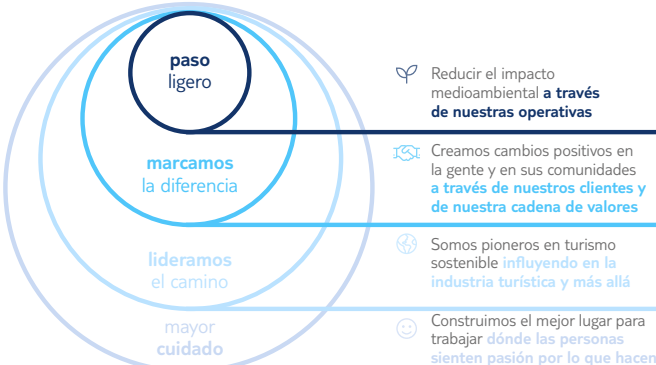 paso
ligero
Reducir el impacto
medioambiental a través
de nuestras operativas
marcamos
la diferencia
Creamos cambios positivos en
la gente y en sus comunidades
a través de nuestros clientes y
de nuestra cadena de valores
lideramos
el camino
Somos pioneros en turismo
sostenible influyendo en la
industria turística y más allá
mayor
cuidado
Construimos el mejor lugar para
trabajar dónde las personas
sienten pasión por lo que hacen